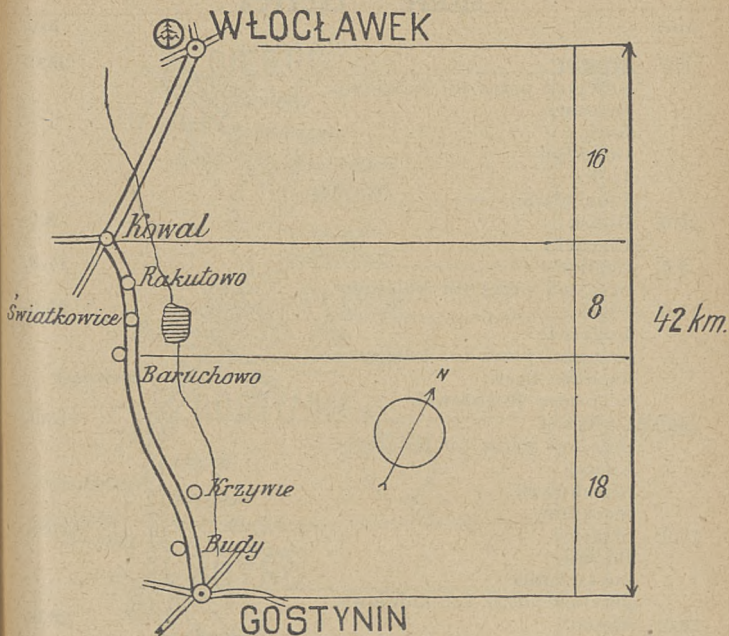 WŁOCŁAWEK
16
Kowal
Rakutowo
Światkowice
8
42 km.
Baruchowo
N
Krzywie
18
Budy
GOSTYNIN